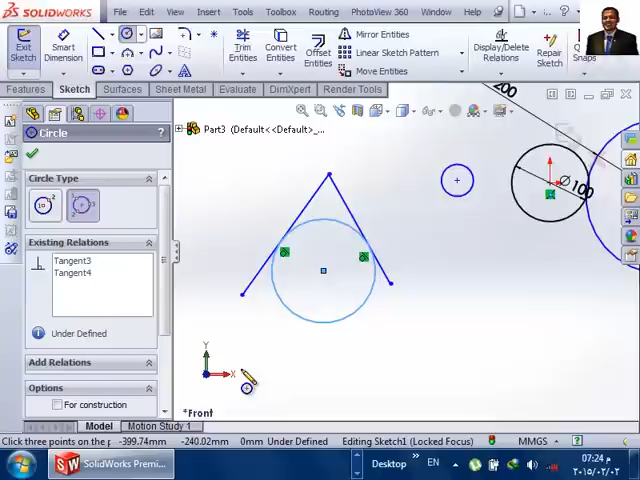 SOLIDWORKS
File Edit View Insert Tools PhotoView 360 Window
Exit Sketch
Smart Dimension
Trim Entities
Convert Entities
Offset Entities
Mirror Entities
Linear Sketch Pattern
Move Entities
Display/Delete Relations
Repair Sketch
Q Snaps
Features Sketch Surfaces Sheet Metal Evaluate DimXpert Render Tools
Part3 (Default<<Default>_...
Circle ?
Circle Type
Existing Relations
Tangent3
Tangent4
Under Defined
Add Relations
Options
For construction
200
Ø100
Y
X
*Front
Model Motion Study 1
Click three points on the p -399.74mm -240.02mm 0mm Under Defined Editing Sketch1 (Locked Focus) MMGS
SolidWorks Premi...
Desktop » EN
07:24 م
٢٠١٥/٠٢/٠٢